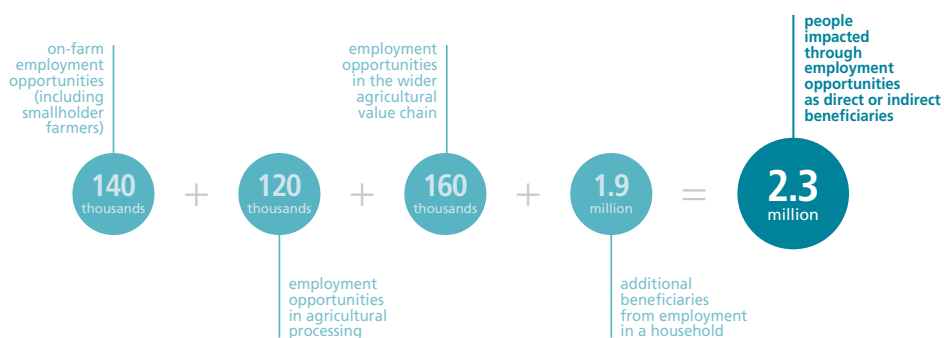 on-farm
employment
opportunities
(including
smallholder
farmers)
140
thousands
+
employment
opportunities
in agricultural
processing
120
thousands
+
employment
opportunities
in the wider
agricultural
value chain
160
thousands
+
additional
beneficiaries
from employment
in a household
1.9
million
=
people
impacted
through
employment
opportunities
as direct or indirect
beneficiaries
2.3
million